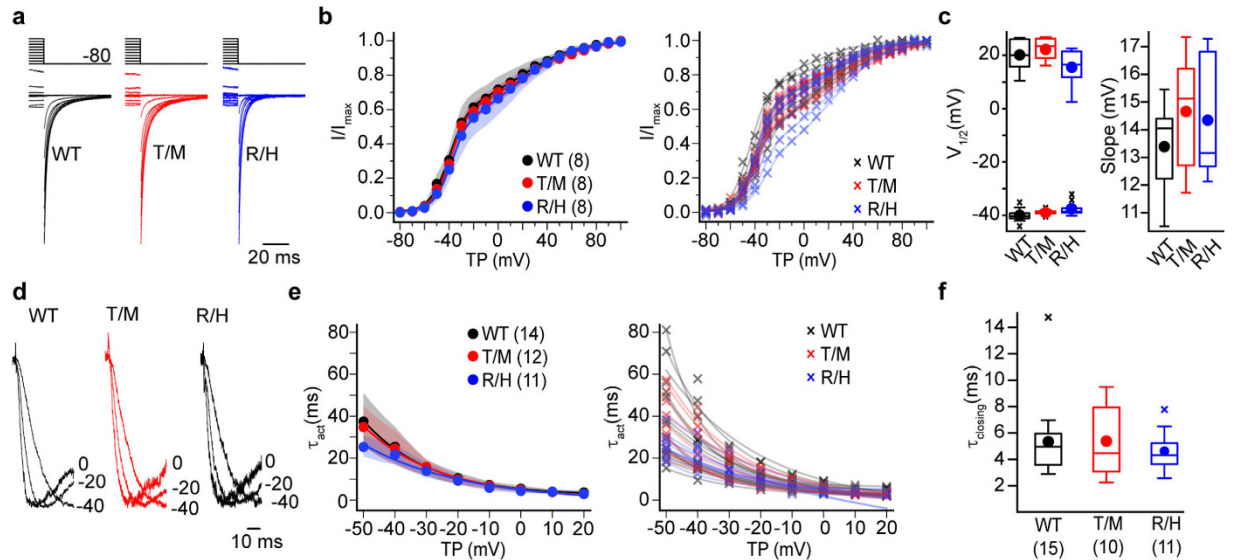 a
-80
WT
T/M
R/H
20 ms
b
I/Imax
1.0
0.8
0.6
0.4
0.2
0.0
WT (8)
T/M (8)
R/H (8)
-80 -40 0 40 80
TP (mV)
I/Imax
1.0
0.8
0.6
0.4
0.2
0.0
WT
T/M
R/H
-80 -40 0 40 80
TP (mV)
c
V1/2 (mV)
20
0
-20
-40
WT
T/M
R/H
Slope (mV)
17
16
15
14
13
11
WT
T/M
R/H
d
WT
T/M
R/H
0
-20
-40
0
-20
-40
0
-20
-40
10 ms
e
τact (ms)
80
60
40
20
0
WT (14)
T/M (12)
R/H (11)
-50 -40 -30 -20 -10 0 10 20
TP (mV)
τact (ms)
80
60
40
20
0
WT
T/M
R/H
-50 -40 -30 -20 -10 0 10 20
TP (mV)
f
τclosing (ms)
14
12
10
8
6
4
2
WT T/M R/H
(15) (10) (11)